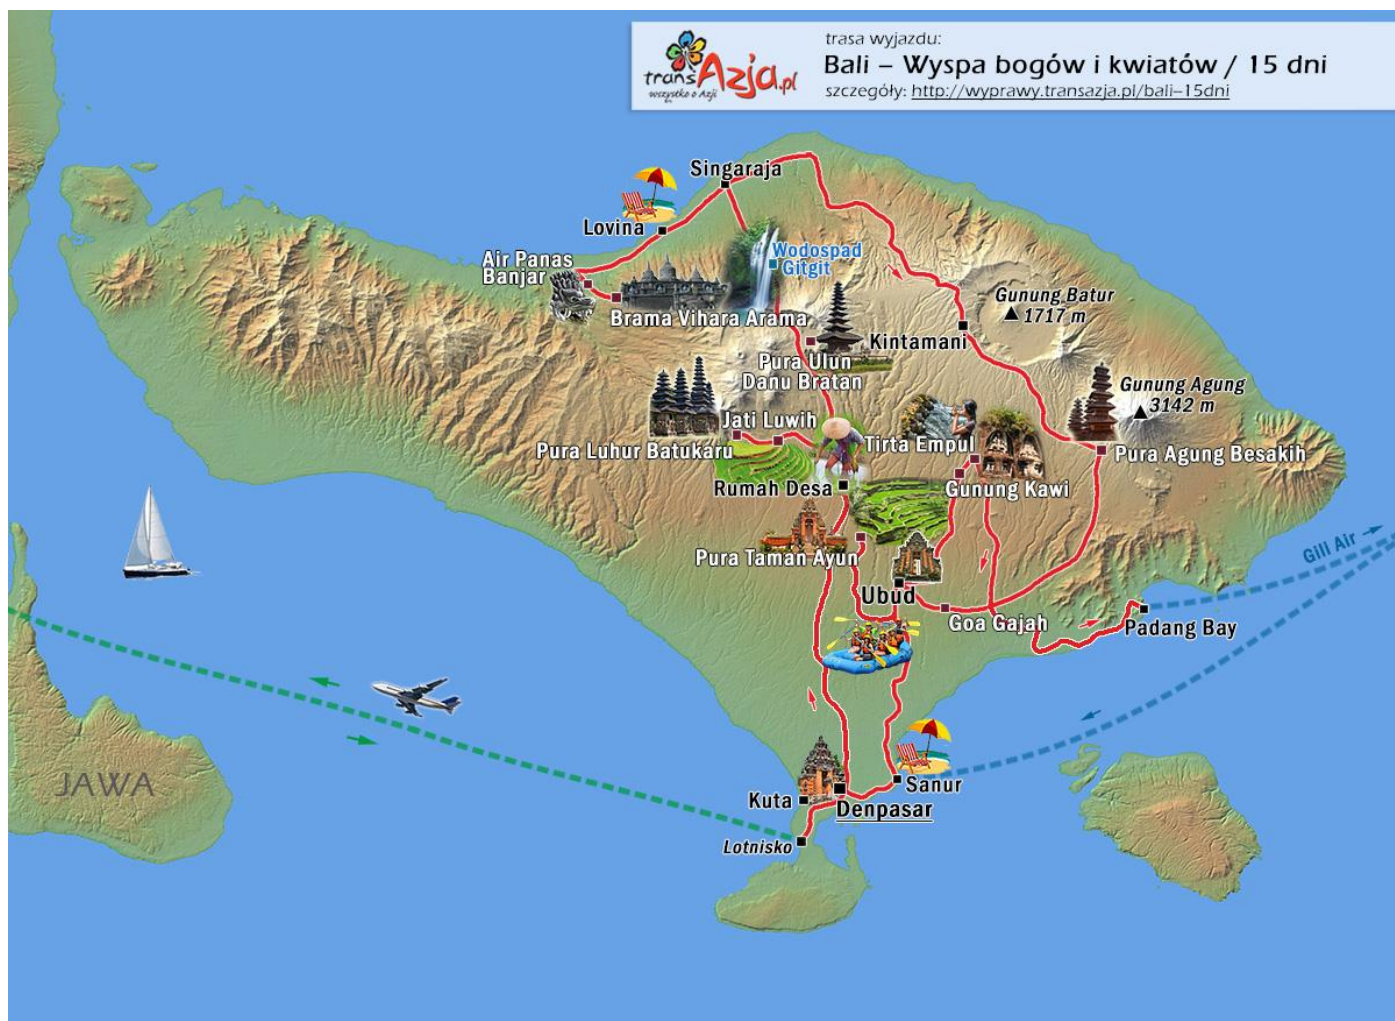 trasa wyjazdu:
transAzja.pl
wszystko o Azji
Bali – Wyspa bogów i kwiatów / 15 dni
szczegóły: http://wyprawy.transazja.pl/bali–15dni
Singaraja
Lovina
Air Panas
Banjar
Wodospad
Gitgit
Brama Vihara Arama
Gunung Batur
1717 m
Kintamani
Pura Ulun
Danu Bratan
Gunung Agung
3142 m
Jati Luwih
Pura Luhur Batukaru
Tirta Empul
Pura Agung Besakih
Rumah Desa
Gunung Kawi
Pura Taman Ayun
Gill Air
Ubud
Goa Gajah
Padang Bay
JAWA
Sanur
Kuta
Denpasar
Lotnisko